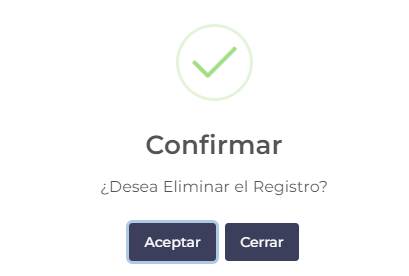 Confirmar
¿Desea Eliminar el Registro?
Aceptar
Cerrar